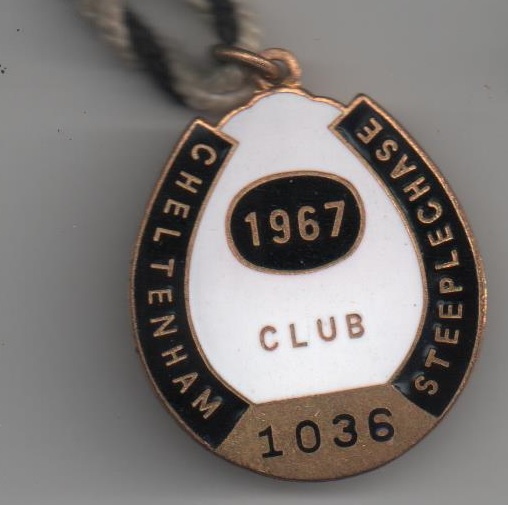 CHELTENHAM
STEEPLECHASE
1967
CLUB
1036